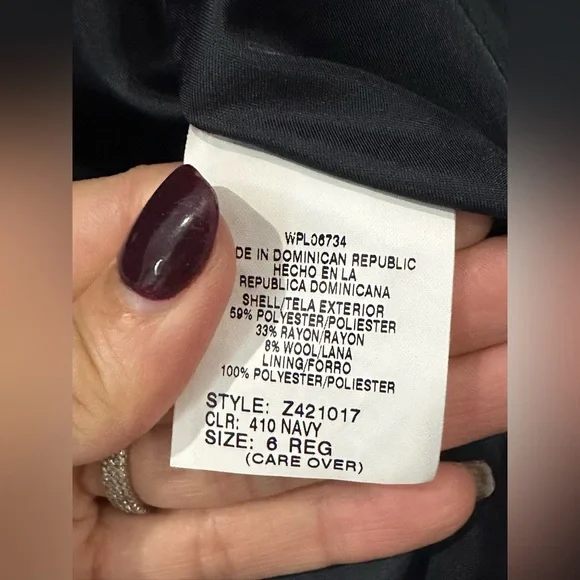 WPL06734
DE IN DOMINICAN REPUBLIC
HECHO EN LA
REPUBLICA DOMINICANA
SHELL/TELA EXTERIOR
59% POLYESTER/POLIESTER
33% RAYON/RAYON
8% WOOL/LANA
LINING/FORRO
100% POLYESTER/POLIESTER
STYLE: Z421017
CLR: 410 NAVY
SIZE: 6 REG
(CARE OVER)